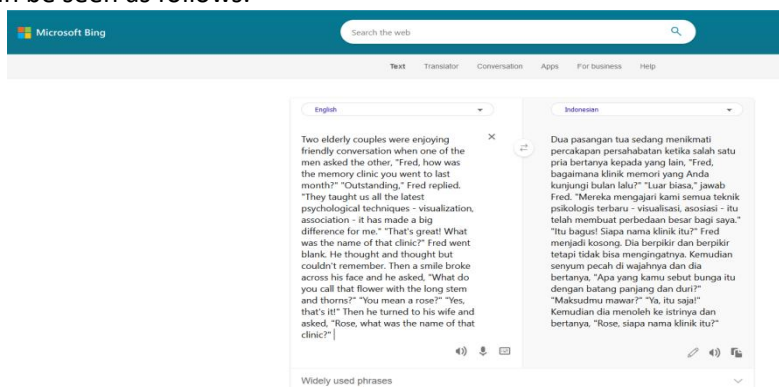 n be seen as follows.
Microsoft Bing
Search the web
Text Translator Conversation Apps For business Help
English
Indonesian
Two elderly couples were enjoying
friendly conversation when one of the
men asked the other, "Fred, how was
the memory clinic you went to last
month?" "Outstanding," Fred replied.
"They taught us all the latest
psychological techniques - visualization,
association - it has made a big
difference for me." "That's great! What
was the name of that clinic?" Fred went
blank. He thought and thought but
couldn't remember. Then a smile broke
across his face and he asked, "What do
you call that flower with the long stem
and thorns?" "You mean a rose?" "Yes,
that's it!" Then he turned to his wife and
asked, "Rose, what was the name of that
clinic?"
Dua pasangan tua sedang menikmati
percakapan persahabatan ketika salah satu
pria bertanya kepada yang lain, "Fred,
bagaimana klinik memori yang Anda
kunjungi bulan lalu?" "Luar biasa," jawab
Fred. "Mereka mengajari kami semua teknik
psikologis terbaru - visualisasi, asosiasi - itu
telah membuat perbedaan besar bagi saya."
"Itu bagus! Siapa nama klinik itu?" Fred
menjadi kosong. Dia berpikir dan berpikir
tetapi tidak bisa mengingatnya. Kemudian
senyum pecah di wajahnya dan dia
bertanya, "Apa yang kamu sebut bunga itu
dengan batang panjang dan duri?"
"Maksudmu mawar?" "Ya, itu saja!"
Kemudian dia menoleh ke istrinya dan
bertanya, "Rose, siapa nama klinik itu?"
Widely used phrases